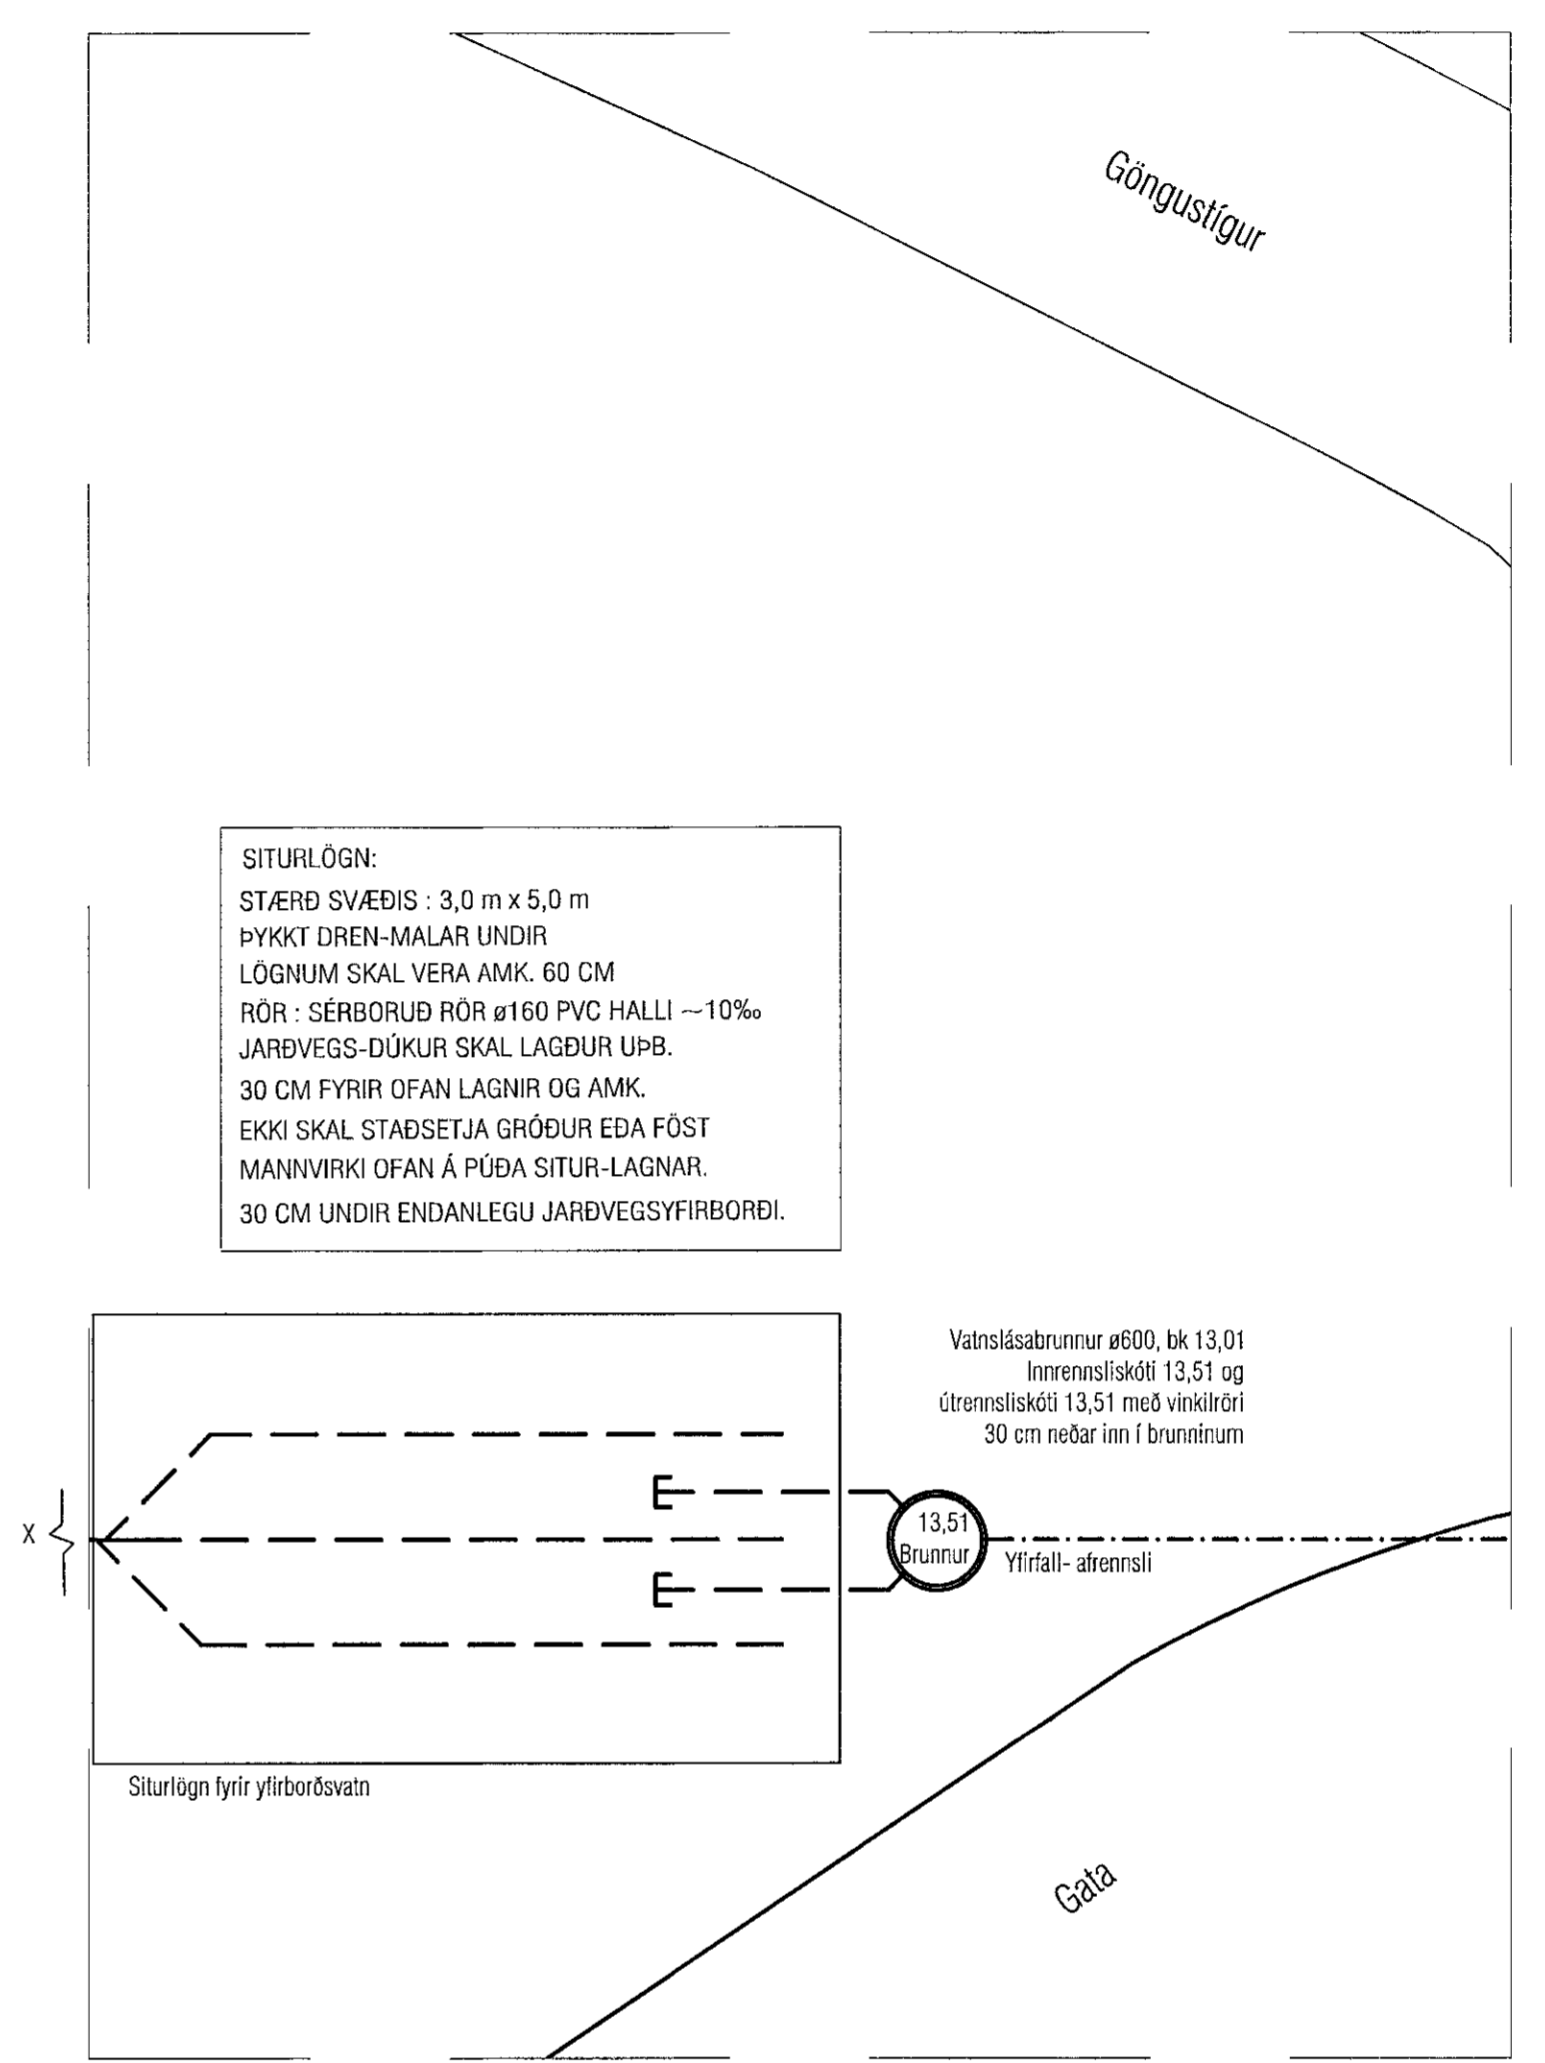 Göngustígur
SITURLÖGN:
STÆRÐ SVÆÐIS : 3,0 m x 5,0 m
ÞYKKT DREN-MALAR UNDIR
LÖGNUM SKAL VERA AMK. 60 CM
RÖR : SÉRBORUÐ RÖR ø160 PVC HALLI ~10‰
JARÐVEGS-DÚKUR SKAL LAGÐUR UÞB.
30 CM FYRIR OFAN LAGNIR OG AMK.
EKKI SKAL STAÐSETJA GRÓÐUR EÐA FÖST
MANNVIRKI OFAN Á PÚÐA SITUR-LAGNAR.
30 CM UNDIR ENDANLEGU JARÐVEGSYFIRBORÐI.
Vatnslásabrunnur ø600, bk 13,01
Innrennsliskóti 13,51 og
útrennsliskóti 13,51 með vinkilröri
30 cm neðar inn í brunninum
X
13,51
Brunnur
Yfirfall- afrennsli
Siturlögn fyrir yfirborðsvatn
Gata